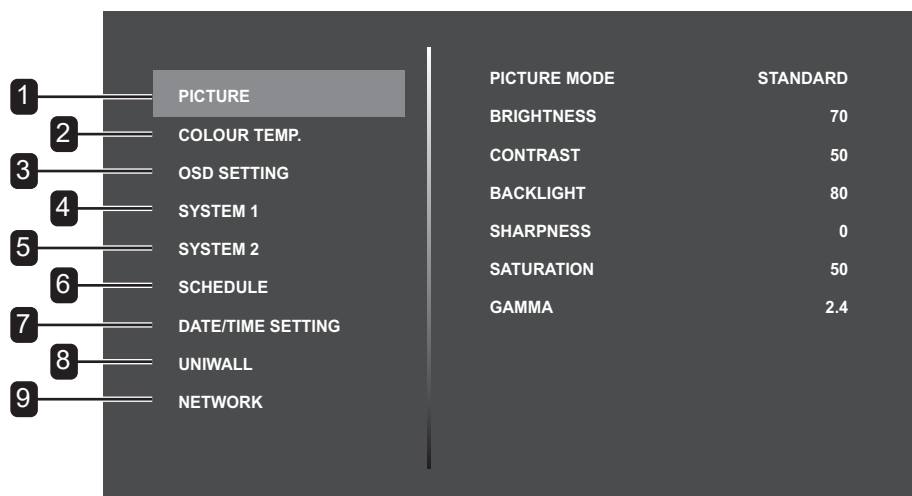 1 PICTURE
2 COLOUR TEMP.
3 OSD SETTING
4 SYSTEM 1
5 SYSTEM 2
6 SCHEDULE
7 DATE/TIME SETTING
8 UNIWALL
9 NETWORK
PICTURE MODE STANDARD
BRIGHTNESS 70
CONTRAST 50
BACKLIGHT 80
SHARPNESS 0
SATURATION 50
GAMMA 2.4